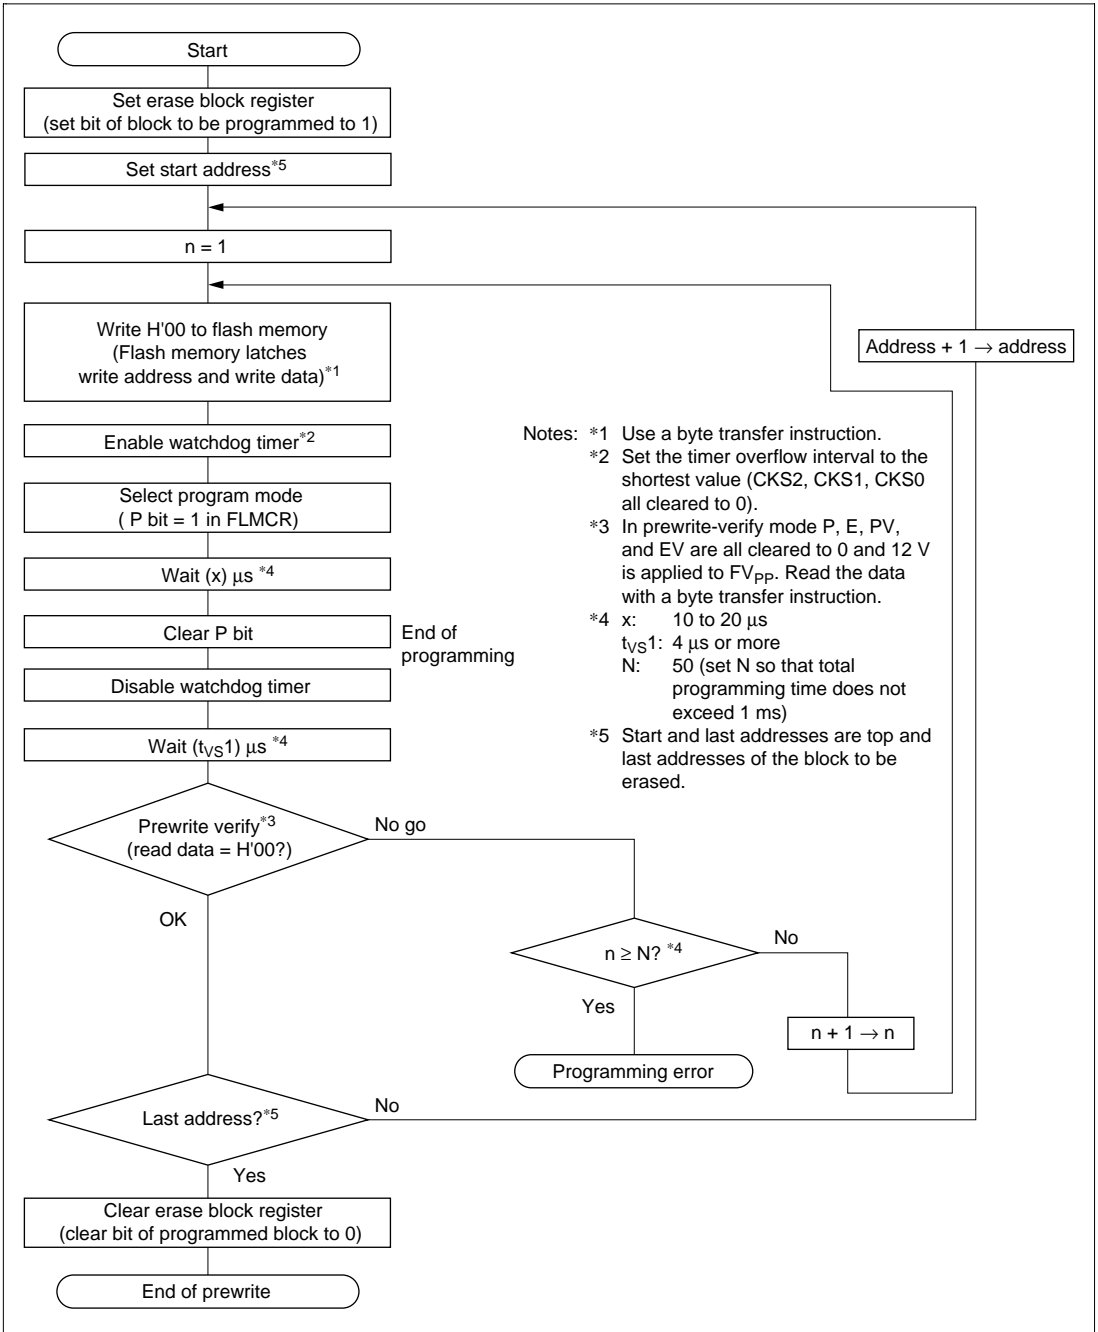 Start
Set erase block register
(set bit of block to be programmed to 1)
Set start address*5
n = 1
Write H'00 to flash memory
(Flash memory latches
write address and write data)*1
Address + 1 → address
Enable watchdog timer*2
Select program mode
( P bit = 1 in FLMCR)
Wait (x) μs *4
Clear P bit
End of
programming
Disable watchdog timer
Wait (tVS1) μs *4
Notes: *1 Use a byte transfer instruction.
*2 Set the timer overflow interval to the
shortest value (CKS2, CKS1, CKS0
all cleared to 0).
*3 In prewrite-verify mode P, E, PV,
and EV are all cleared to 0 and 12 V
is applied to FVPP. Read the data
with a byte transfer instruction.
*4 x: 10 to 20 μs
tVS1: 4 μs or more
N: 50 (set N so that total
programming time does not
exceed 1 ms)
*5 Start and last addresses are top and
last addresses of the block to be
erased.
Prewrite verify*3
(read data = H'00?)
No go
OK
n ≥ N? *4
No
Yes
n + 1 → n
Programming error
Last address?*5
No
Yes
Clear erase block register
(clear bit of programmed block to 0)
End of prewrite